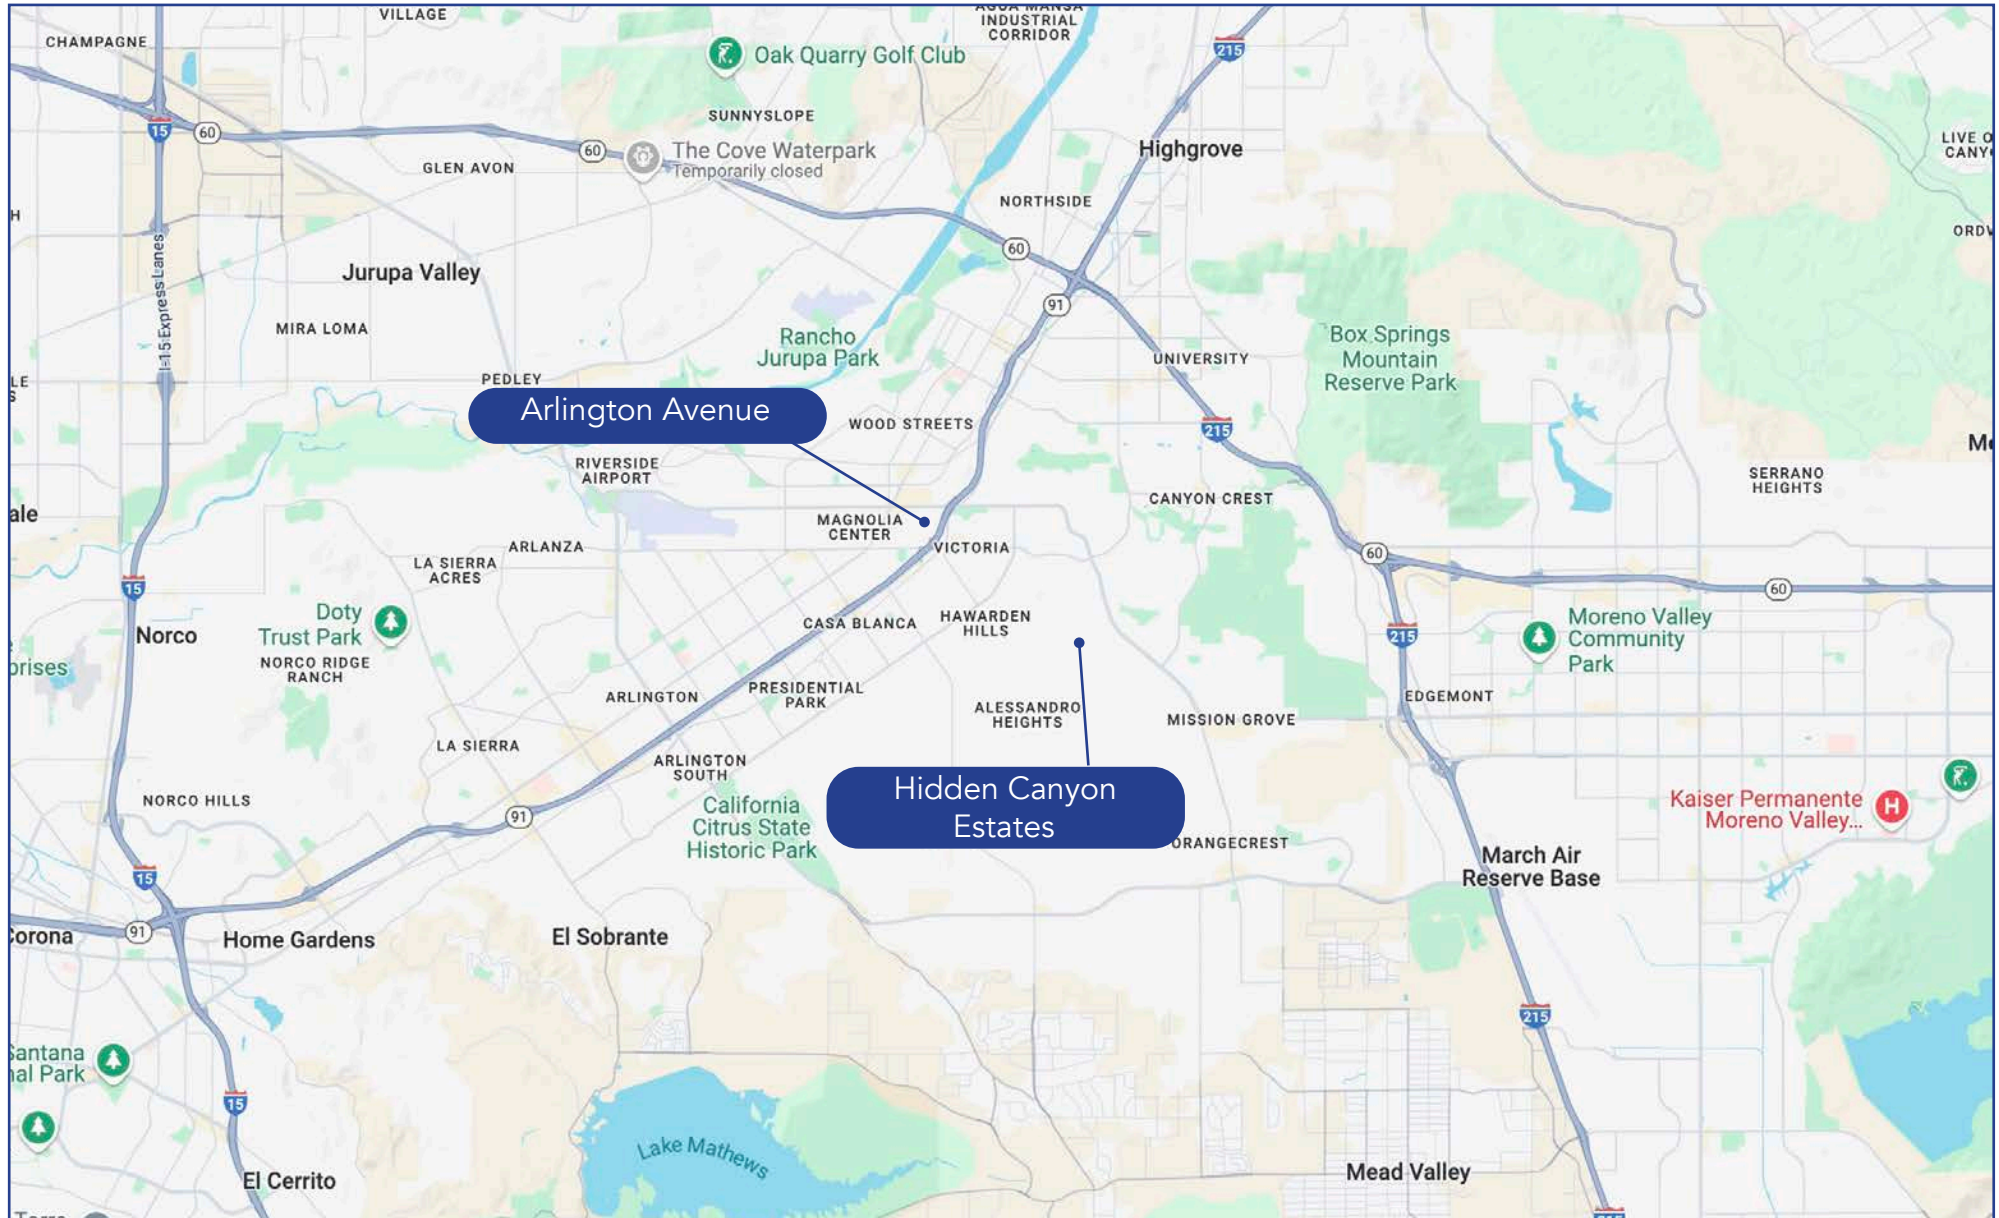 VILLAGE
CHAMPAGNE
INDUSTRIAL
CORRIDOR
215
Oak Quarry Golf Club
SUNNYSLOPE
15
60
60
The Cove Waterpark
Temporarily closed
Highgrove
GLEN AVON
NORTHSIDE
60
I-15 Express Lanes
Jurupa Valley
91
MIRA LOMA
Rancho
Jurupa Park
UNIVERSITY
Box Springs
Mountain
Reserve Park
PEDLEY
Arlington Avenue
WOOD STREETS
215
RIVERSIDE
AIRPORT
SERRANO
HEIGHTS
CANYON CREST
MAGNOLIA
CENTER
ARLANZA
VICTORIA
60
LA SIERRA
ACRES
15
60
Doty
Trust Park
Norco
CASA BLANCA
HAWARDEN
HILLS
215
Moreno Valley
Community
Park
NORCO RIDGE
RANCH
ARLINGTON
PRESIDENTIAL
PARK
EDGEMONT
ALESSANDRO
HEIGHTS
MISSION GROVE
LA SIERRA
ARLINGTON
SOUTH
Hidden Canyon
Estates
NORCO HILLS
91
California
Citrus State
Historic Park
Kaiser Permanente
Moreno Valley...
H
ORANGECREST
March Air
Reserve Base
15
91
Corona
Home Gardens
El Sobrante
215
Santana
15
Lake Mathews
El Cerrito
Mead Valley
215